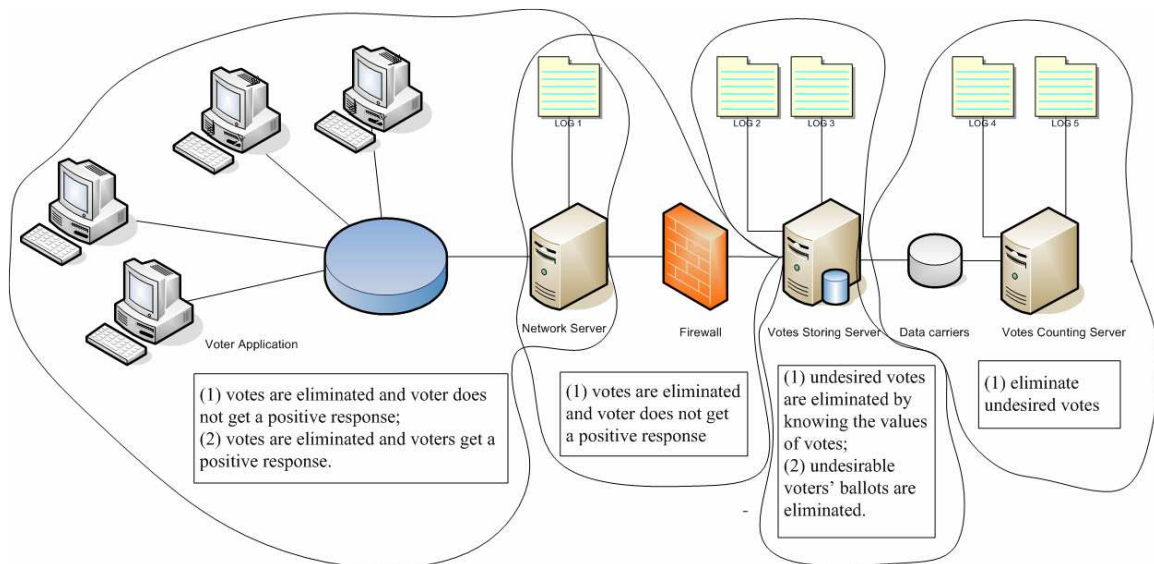 LOG 1
LOG 2
LOG 3
LOG 4
LOG 5
Voter Application
Network Server
Firewall
Votes Storing Server
Data carriers
Votes Counting Server
(1) votes are eliminated and voter does
not get a positive response;
(2) votes are eliminated and voters get a
positive response.
(1) votes are eliminated
and voter does not get
a positive response
(1) undesired votes
are eliminated by
knowing the values
of votes;
(2) undesirable
voters’ ballots are
eliminated.
(1) eliminate
undesired votes
-